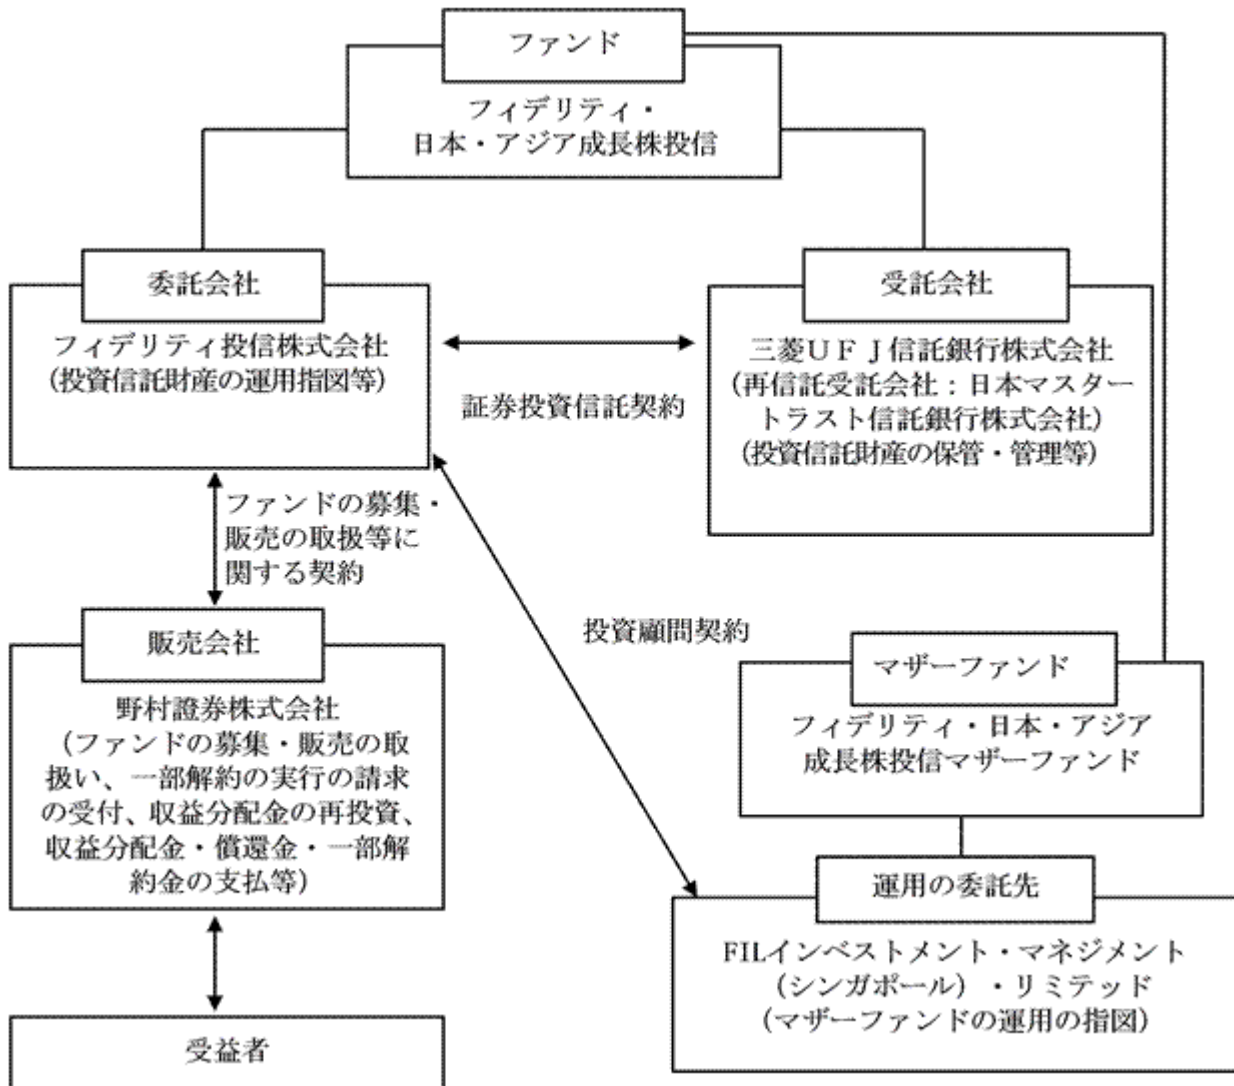 ファンド
フィデリティ・
日本・アジア成長株投信
委託会社
フィデリティ投信株式会社
(投資信託財産の運用指図等)
証券投資信託契約
受託会社
三菱ＵＦＪ信託銀行株式会社
(再信託受託会社：日本マスター
トラスト信託銀行株式会社)
(投資信託財産の保管・管理等)
ファンドの募集・
販売の取扱等に
関する契約
投資顧問契約
販売会社
野村證券株式会社
（ファンドの募集・販売の取
扱い、一部解約の実行の請求
の受付、収益分配金の再投資、
収益分配金・償還金・一部解
約金の支払等）
マザーファンド
フィデリティ・日本・アジア
成長株投信マザーファンド
運用の委託先
FILインベストメント・マネジメント
（シンガポール）・リミテッド
（マザーファンドの運用の指図）
受益者